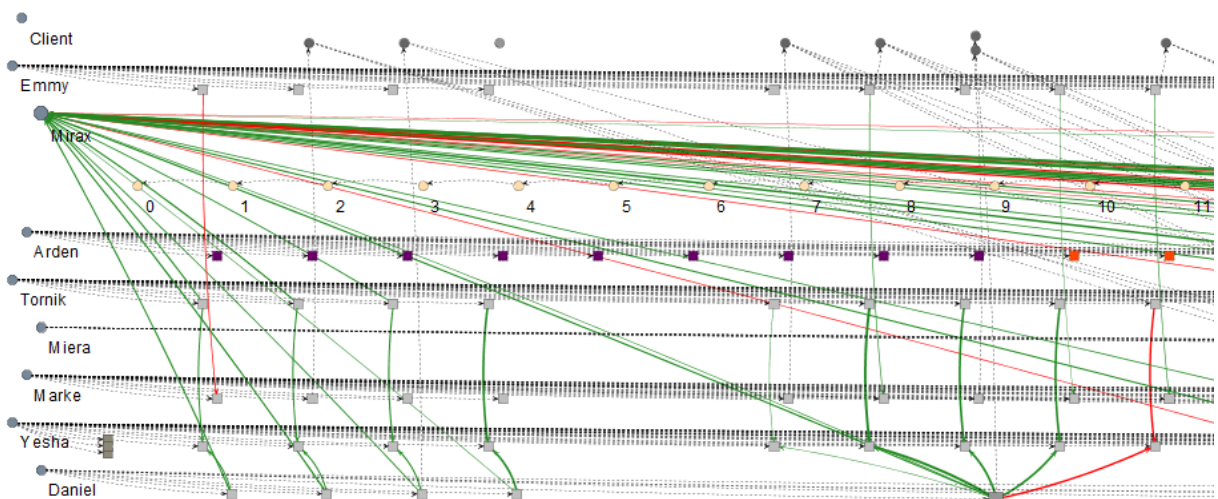 Client
Emmy
Mirax
0 1 2 3 4 5 6 7 8 9 10 11
Arden
Tornik
Miera
Marke
Yesha
Daniel